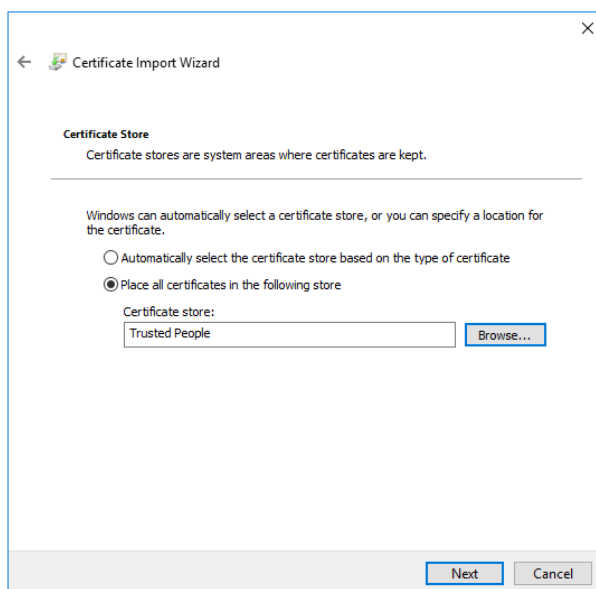 Certificate Import Wizard
Certificate Store
Certificate stores are system areas where certificates are kept.
Windows can automatically select a certificate store, or you can specify a location for
the certificate.
Automatically select the certificate store based on the type of certificate
Place all certificates in the following store
Certificate store:
Trusted People
Browse...
Next
Cancel